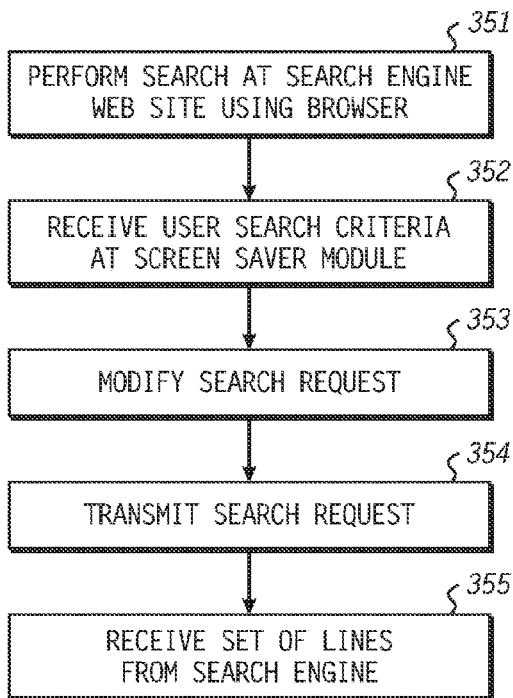 351
PERFORM SEARCH AT SEARCH ENGINE
WEB SITE USING BROWSER
352
RECEIVE USER SEARCH CRITERIA
AT SCREEN SAVER MODULE
353
MODIFY SEARCH REQUEST
354
TRANSMIT SEARCH REQUEST
355
RECEIVE SET OF LINES
FROM SEARCH ENGINE